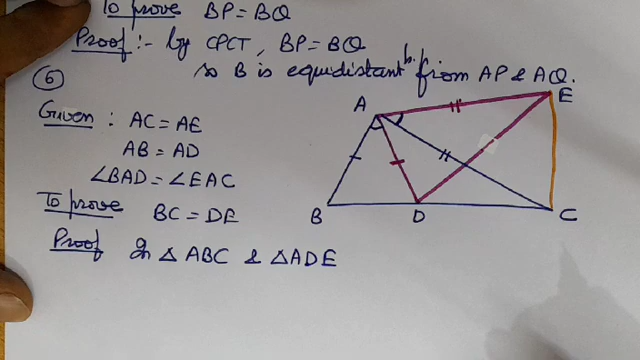 To prove BP = BQ
Proof :- by CPCT, BP = BQ
b.
so B is equidistant from AP & AQ.
(6)
Given : AC = AE
AB = AD
∠BAD = ∠EAC
To prove BC = DE
Proof In △ ABC & △ADE
A
E
B
D
C